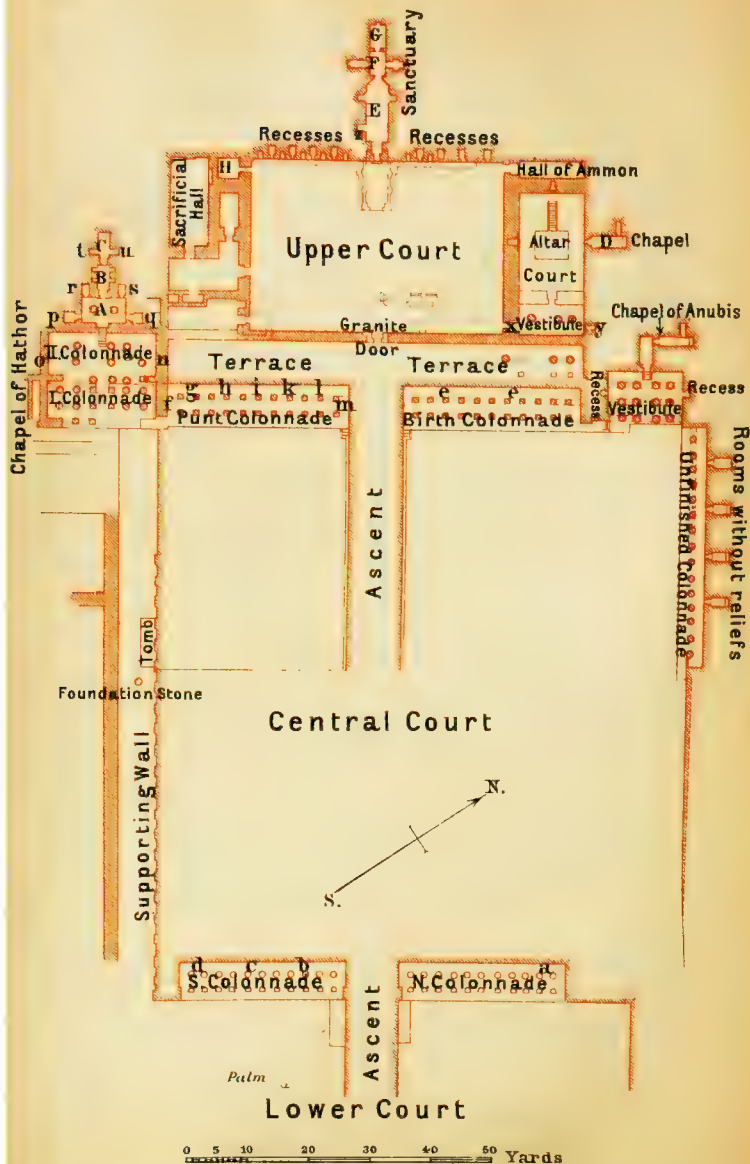 G
F
Sanctuary
E
Recesses
Recesses
H
Hall of Ammon
Sacrificial
Hall
Upper Court
Altar
D
Chapel
Court
t C u
B
r s
A
p q
Chapel of Anubis
Granite
x Vestibule y
Door
Chapel of Hathor
o II. Colonnade n
Terrace
Terrace
I. Colonnade
f g h i k l m
Punt Colonnade
e e
Birth Colonnade
Recess
Vestibule
Recess
Ascent
Unfinished Colonnade
Rooms without reliefs
Tomb
Foundation Stone
Central Court
Supporting Wall
N.
S.
d c b
S. Colonnade
a
N. Colonnade
Ascent
Palm
Lower Court
0 5 10 20 30 40 50 Yards